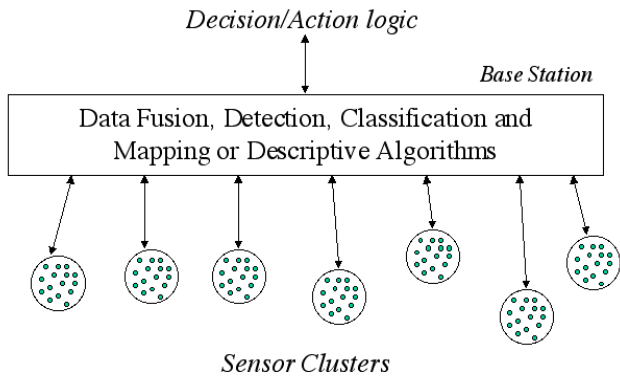 Decision/Action logic
Base Station
Data Fusion, Detection, Classification and
Mapping or Descriptive Algorithms
Sensor Clusters